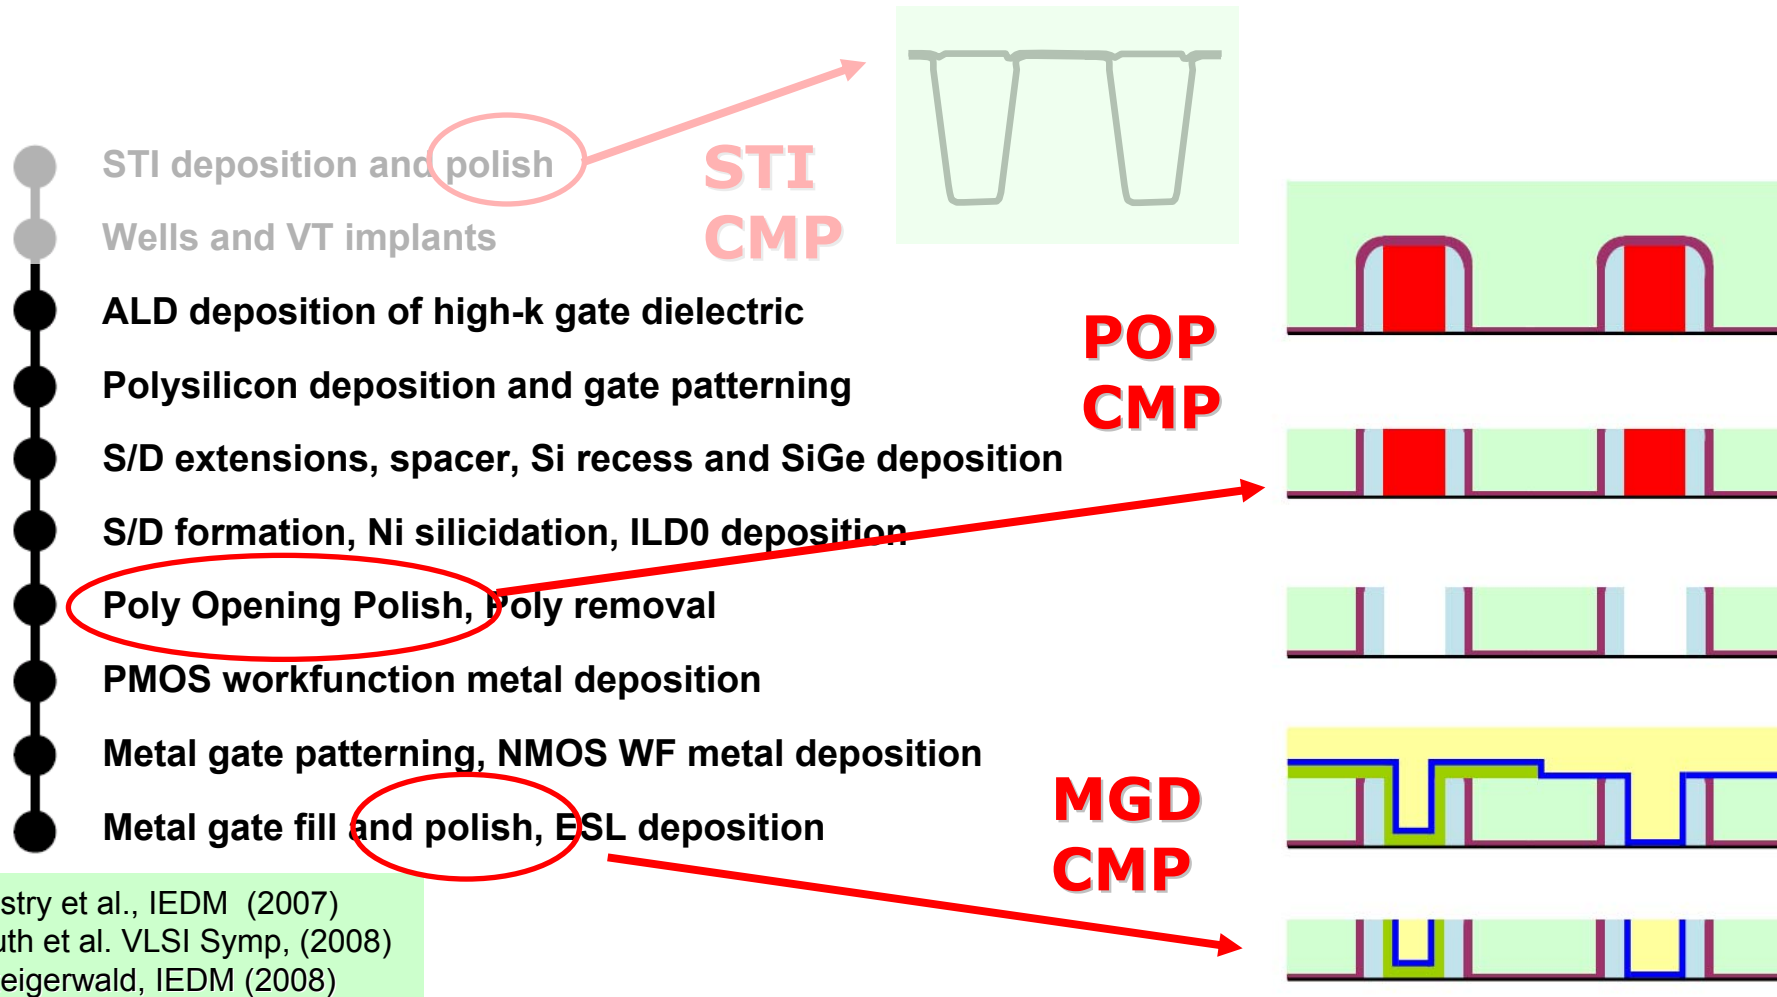 STI deposition and polish
STI
CMP
Wells and VT implants
ALD deposition of high-k gate dielectric
POP
CMP
Polysilicon deposition and gate patterning
S/D extensions, spacer, Si recess and SiGe deposition
S/D formation, Ni silicidation, ILD0 deposition
Poly Opening Polish, Poly removal
PMOS workfunction metal deposition
Metal gate patterning, NMOS WF metal deposition
MGD
CMP
Metal gate fill and polish, ESL deposition
stry et al., IEDM (2007)
uth et al. VLSI Symp, (2008)
eigerwald, IEDM (2008)